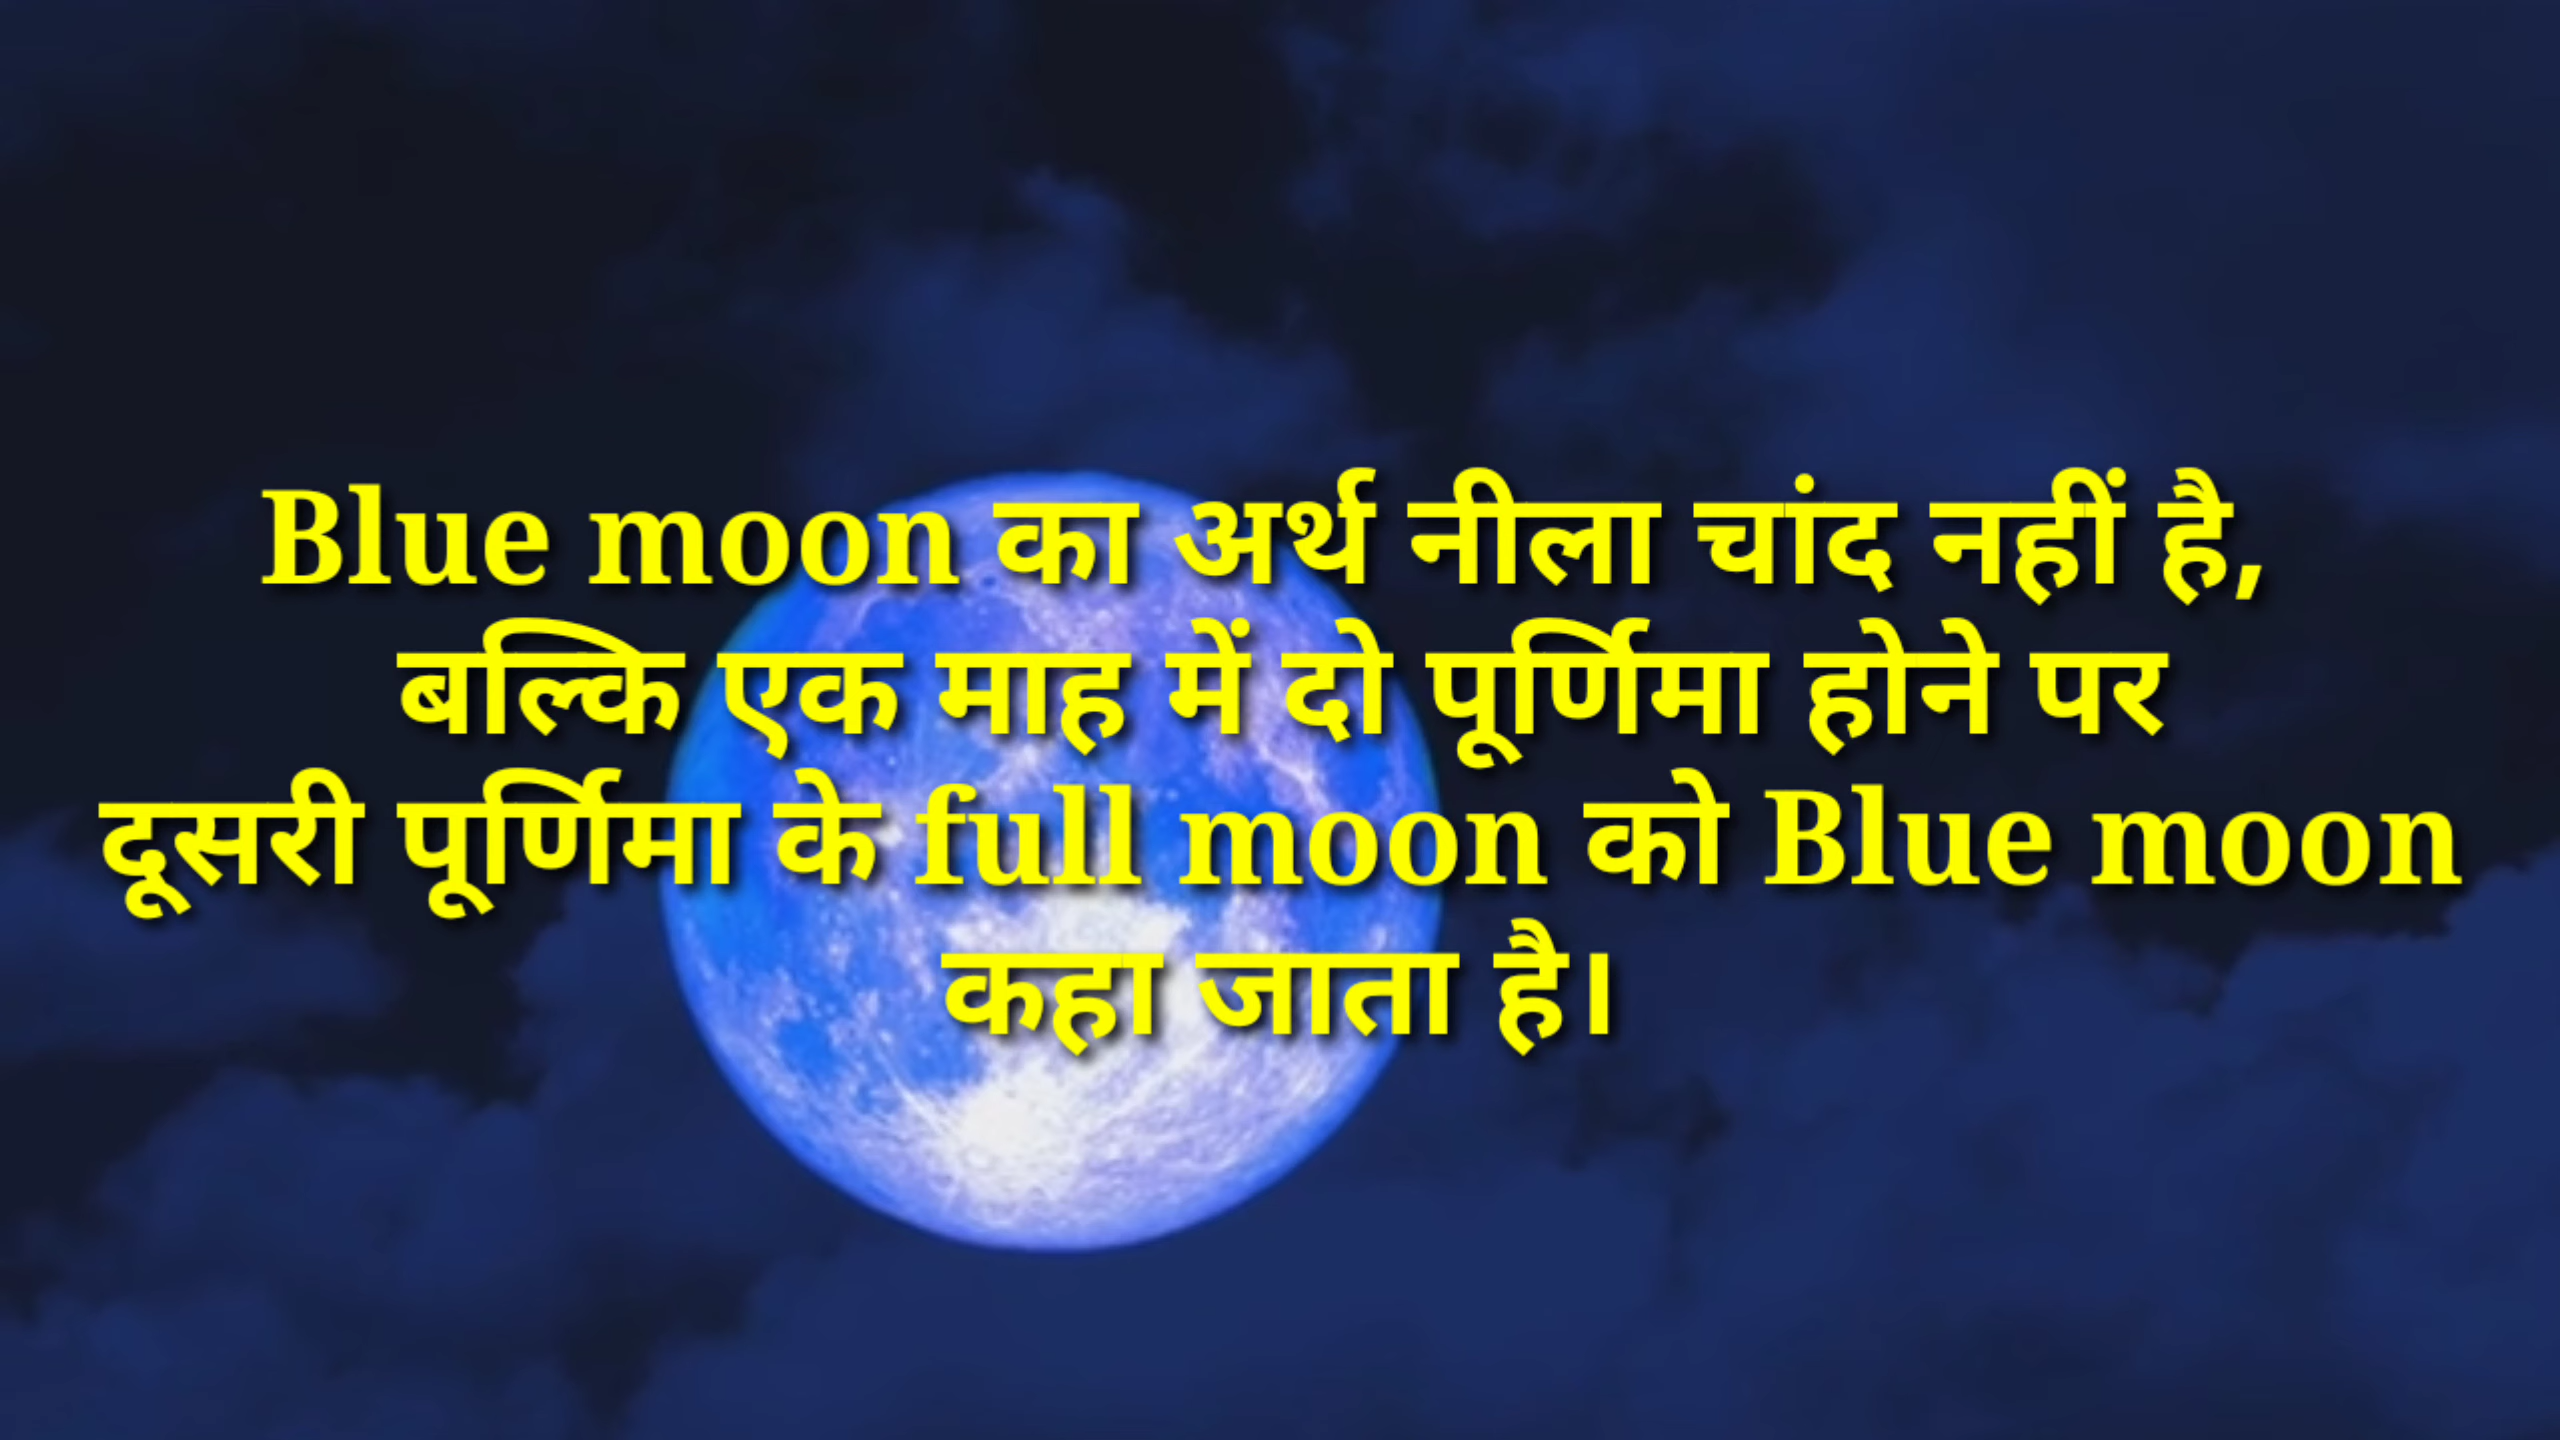 Blue moon का अर्थ नीला चांद नहीं है,
बल्कि एक माह में दो पूर्णिमा होने पर
दूसरी पूर्णिमा के full moon को Blue moon
कहा जाता है।